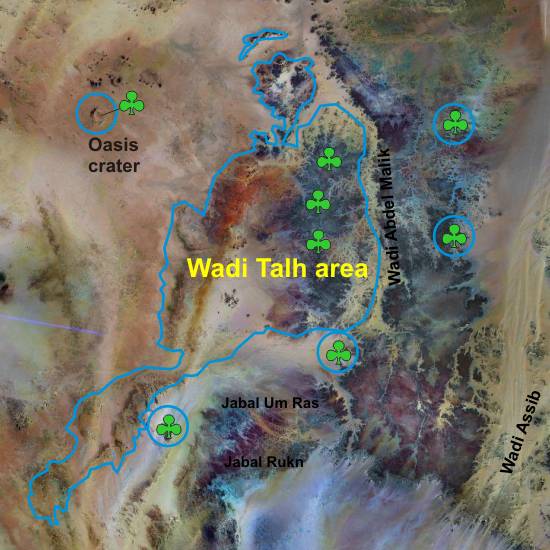 Oasis
crater
Wadi Abdel Malik
Wadi Talh area
Jabal Um Ras
Wadi Assib
Jabal Rukn